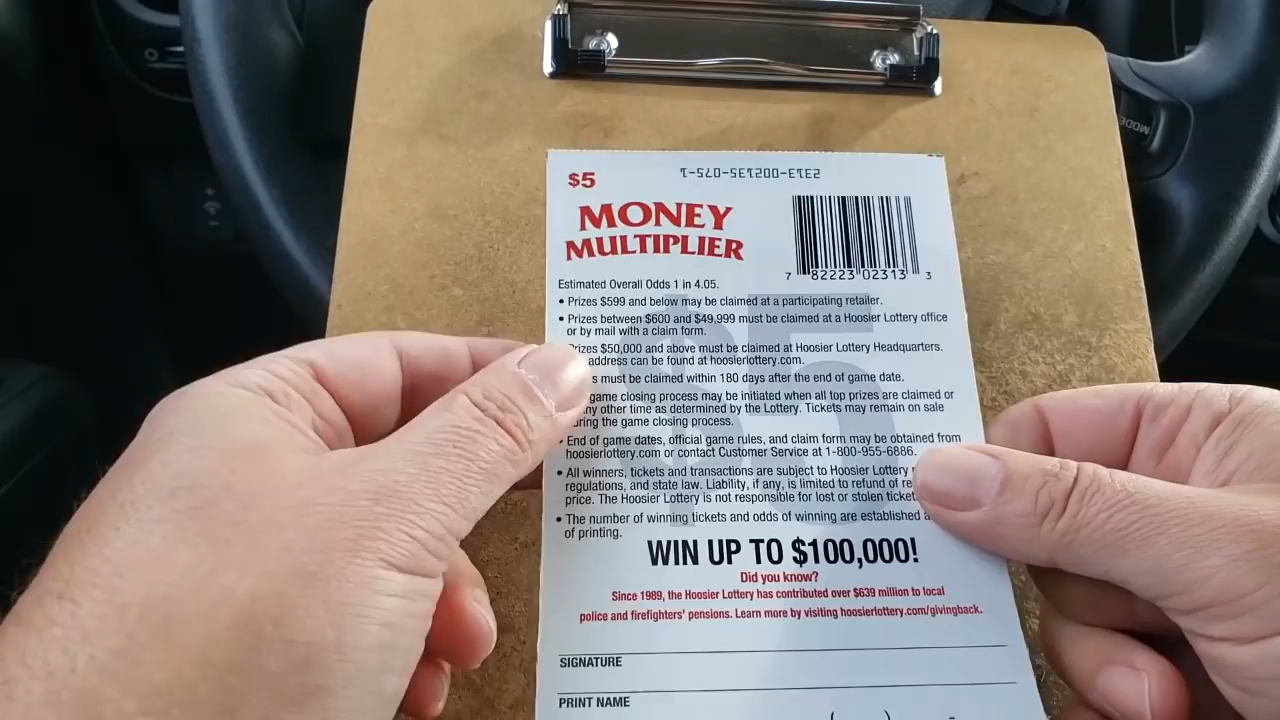 $5
2313-002135-075-1
MONEY
MULTIPLIER
7 82223 02313 3
Estimated Overall Odds 1 in 4.05.
• Prizes $599 and below may be claimed at a participating retailer.
• Prizes between $600 and $49,999 must be claimed at a Hoosier Lottery office
or by mail with a claim form.
Prizes $50,000 and above must be claimed at Hoosier Lottery Headquarters.
address can be found at hoosierlottery.com.
s must be claimed within 180 days after the end of game date.
game closing process may be initiated when all top prizes are claimed or
any other time as determined by the Lottery. Tickets may remain on sale
during the game closing process.
• End of game dates, official game rules, and claim form may be obtained from
hoosierlottery.com or contact Customer Service at 1-800-955-6886.
• All winners, tickets and transactions are subject to Hoosier Lottery
regulations, and state law. Liability, if any, is limited to refund of re
price. The Hoosier Lottery is not responsible for lost or stolen ticket
• The number of winning tickets and odds of winning are established a
of printing.
WIN UP TO $100,000!
Did you know?
Since 1989, the Hoosier Lottery has contributed over $639 million to local
police and firefighters' pensions. Learn more by visiting hoosierlottery.com/givingback.
SIGNATURE
PRINT NAME
MODE